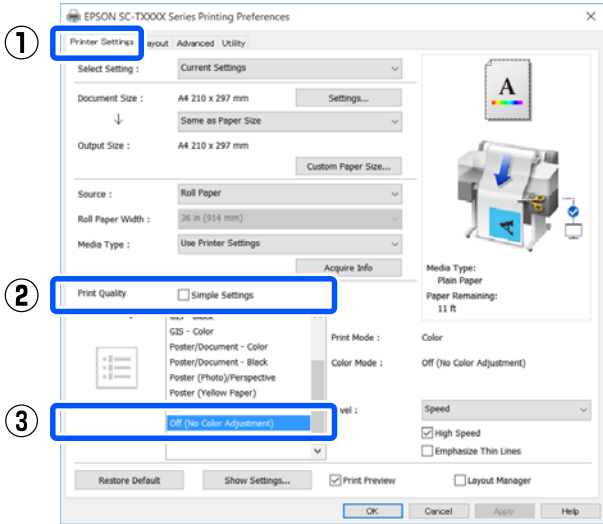 EPSON SC-TXXXX Series Printing Preferences
1
Printer Settings ayout Advanced Utility
Select Setting : Current Settings
Document Size : A4 210 x 297 mm Settings...
Same as Paper Size
Output Size : A4 210 x 297 mm
Custom Paper Size...
Source : Roll Paper
Roll Paper Width : 36 in (914 mm)
Media Type : Use Printer Settings
Acquire Info
A
A
Media Type:
Plain Paper
Paper Remaining:
11 ft
2
Print Quality Simple Settings
GIS - Color
Poster/Document - Color
Poster/Document - Black
Poster (Photo)/Perspective
Poster (Yellow Paper)
Print Mode : Color
Color Mode : Off (No Color Adjustment)
3
Off (No Color Adjustment)
vel : Speed
High Speed
Emphasize Thin Lines
Restore Default Show Settings... Print Preview Layout Manager
OK Cancel Apply Help